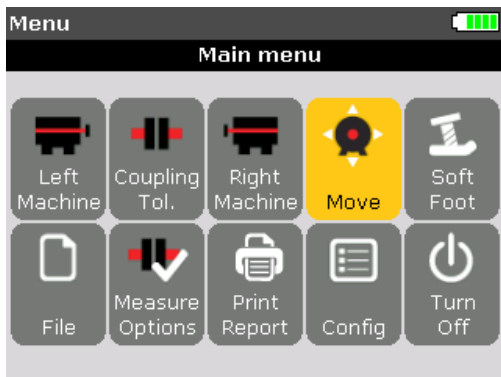 Menu
Main menu
Left
Machine
Coupling
Tol.
Right
Machine
Move
Soft
Foot
File
Measure
Options
Print
Report
Config
Turn
Off